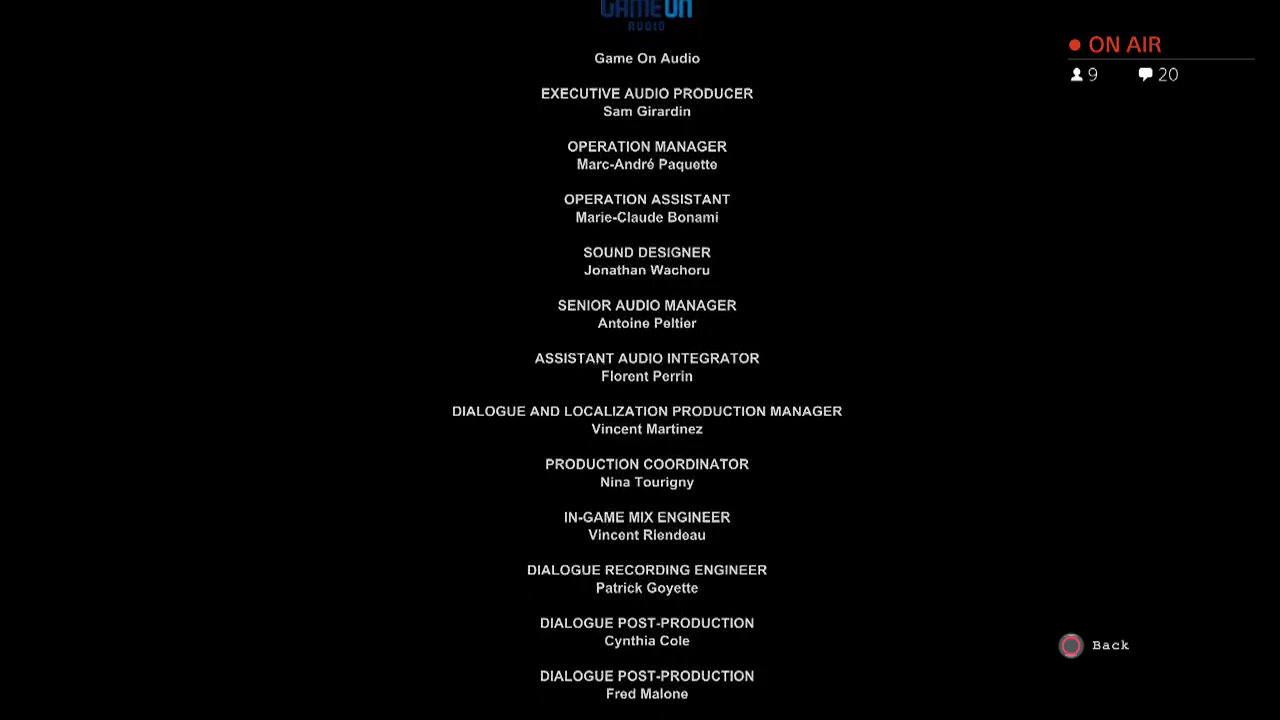 GAMEON
AUDIO
Game On Audio
EXECUTIVE AUDIO PRODUCER
Sam Girardin
OPERATION MANAGER
Marc-André Paquette
OPERATION ASSISTANT
Marie-Claude Bonami
SOUND DESIGNER
Jonathan Wachoru
SENIOR AUDIO MANAGER
Antoine Peltier
ASSISTANT AUDIO INTEGRATOR
Florent Perrin
DIALOGUE AND LOCALIZATION PRODUCTION MANAGER
Vincent Martinez
PRODUCTION COORDINATOR
Nina Tourigny
IN-GAME MIX ENGINEER
Vincent Riendeau
DIALOGUE RECORDING ENGINEER
Patrick Goyette
DIALOGUE POST-PRODUCTION
Cynthia Cole
DIALOGUE POST-PRODUCTION
Fred Malone
ON AIR
9 20
Back